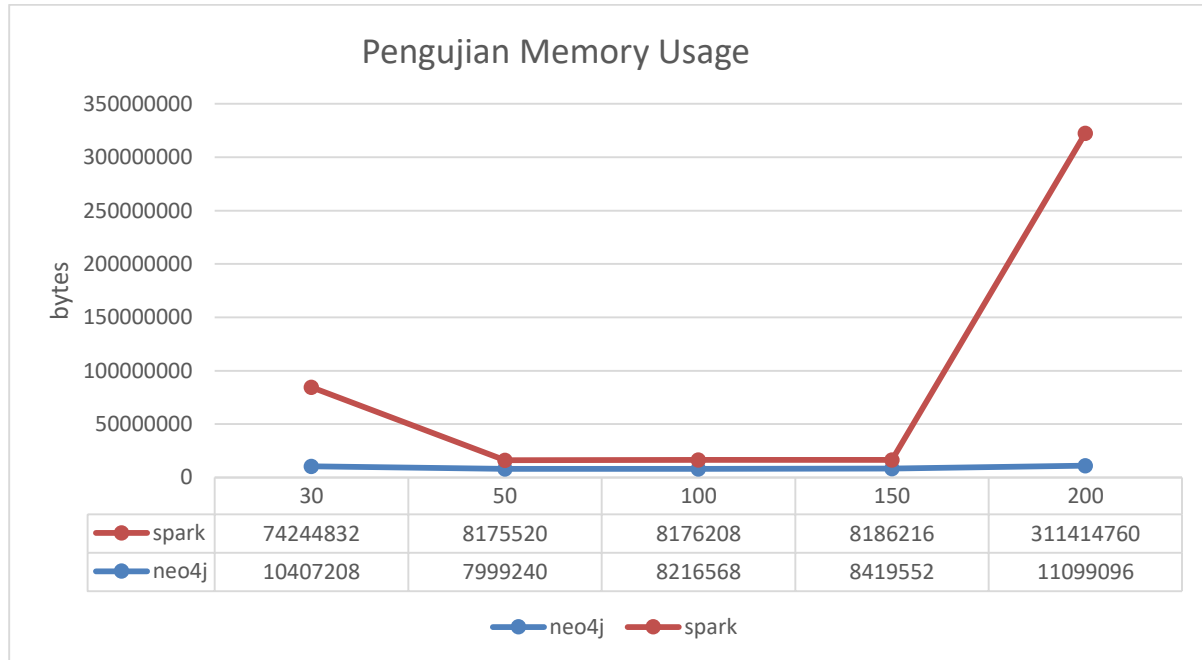 Pengujian Memory Usage
350000000
300000000
250000000
200000000
150000000
100000000
50000000
0
bytes
30 50 100 150 200
spark 74244832 8175520 8176208 8186216 311414760
neo4j 10407208 7999240 8216568 8419552 11099096
neo4j spark